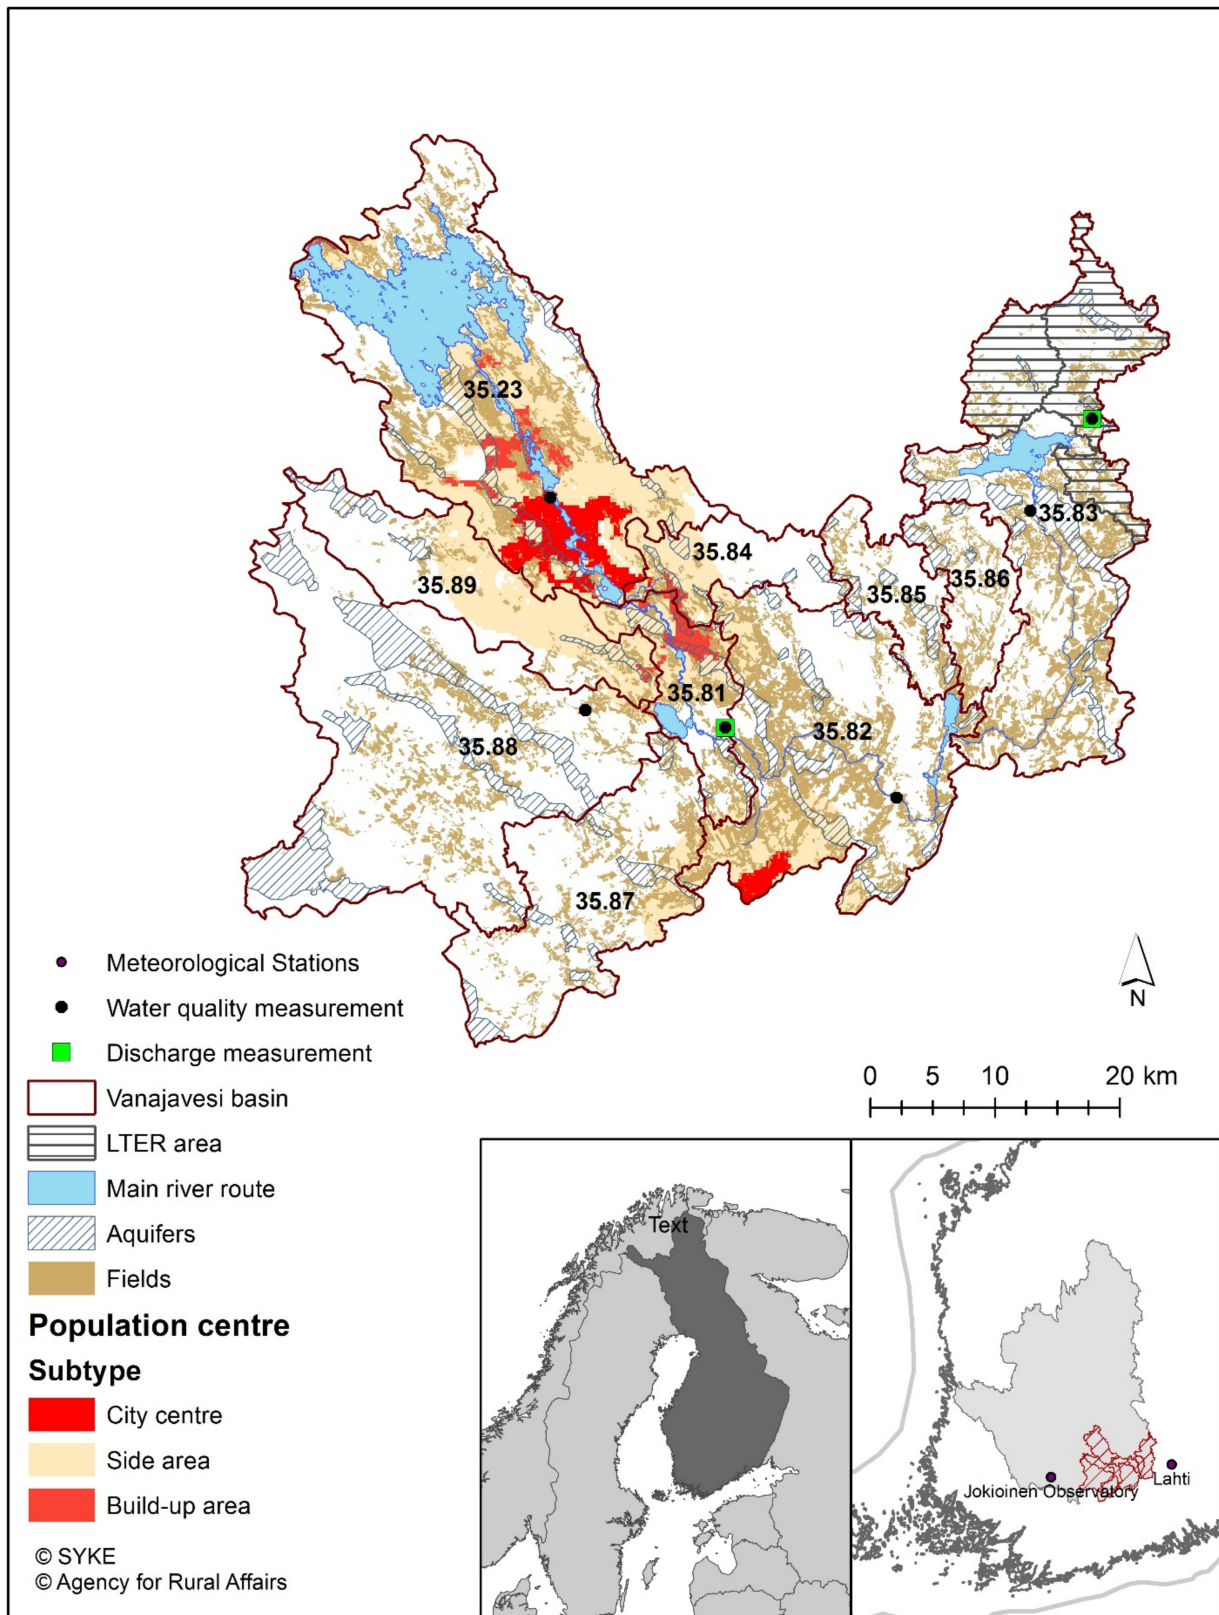 35.23
35.84
35.83
35.86
35.85
35.89
35.81
35.82
35.88
35.87
Meteorological Stations
Water quality measurement
Discharge measurement
Vanajavesi basin
LTER area
Main river route
Aquifers
Fields
Population centre
Subtype
City centre
Side area
Build-up area
© SYKE
© Agency for Rural Affairs
N
0 5 10 20 km
Text
Jokioinen Observatory
Lahti